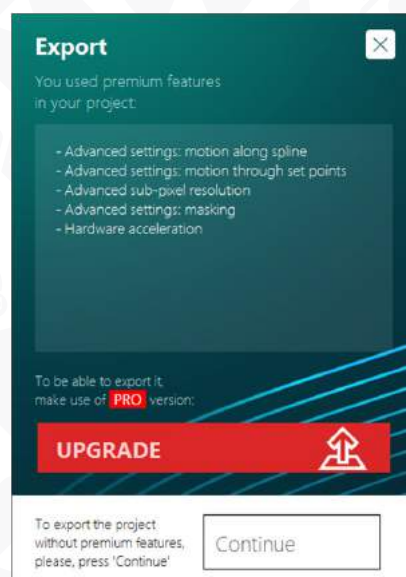 Export
You used premium features
in your project:
- Advanced settings: motion along spline
- Advanced settings: motion through set points
- Advanced sub-pixel resolution
- Advanced settings: masking
- Hardware acceleration
To be able to export it,
make use of PRO version:
UPGRADE
To export the project
without premium features,
please, press 'Continue'
Continue